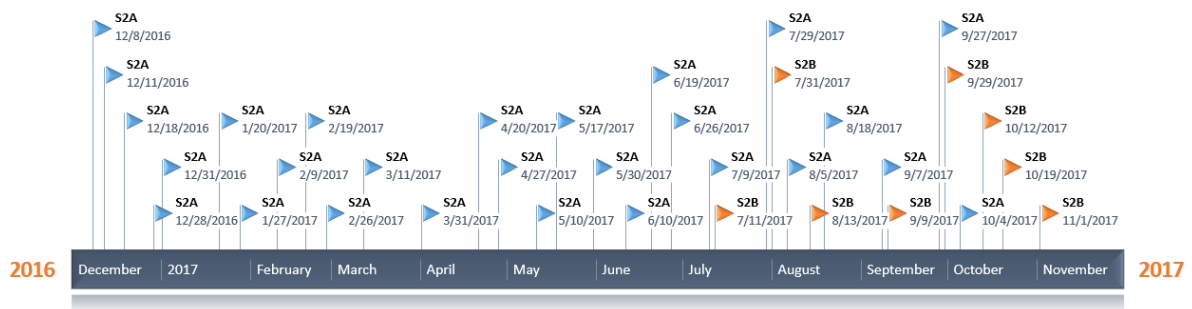 S2A
12/8/2016
S2A
7/29/2017
S2A
9/27/2017
S2A
12/11/2016
S2A
6/19/2017
S2B
7/31/2017
S2B
9/29/2017
S2A
12/18/2016
S2A
1/20/2017
S2A
2/19/2017
S2A
4/20/2017
S2A
5/17/2017
S2A
6/26/2017
S2A
8/18/2017
S2B
10/12/2017
S2A
12/31/2016
S2A
2/9/2017
S2A
3/11/2017
S2A
4/27/2017
S2A
5/30/2017
S2A
7/9/2017
S2A
8/5/2017
S2A
9/7/2017
S2B
10/19/2017
S2A
12/28/2016
S2A
1/27/2017
S2A
2/26/2017
S2A
3/31/2017
S2A
5/10/2017
S2A
6/10/2017
S2B
7/11/2017
S2B
8/13/2017
S2B
9/9/2017
S2A
10/4/2017
S2B
11/1/2017
2016 December 2017 February March April May June July August September October November 2017